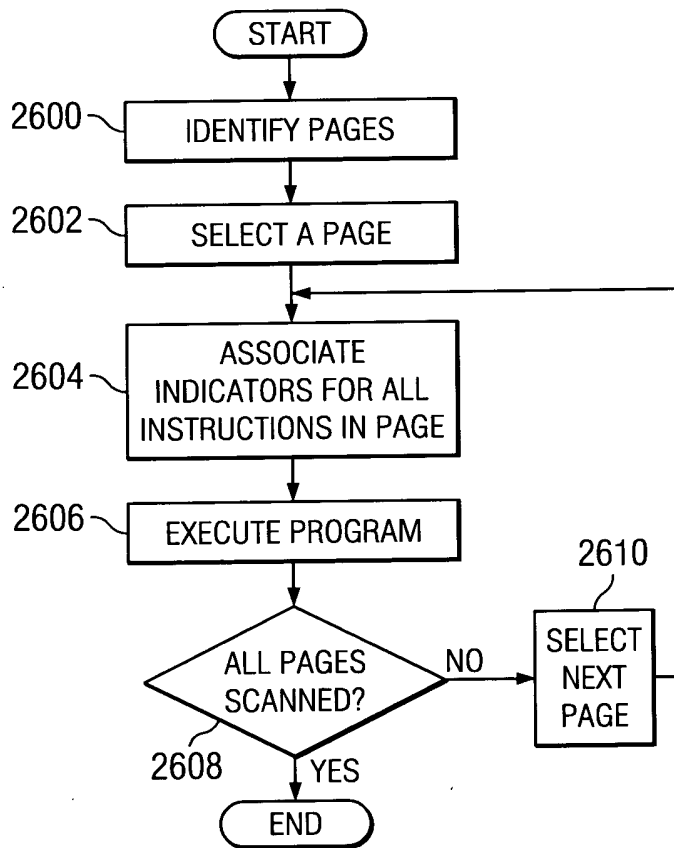 START
2600
IDENTIFY PAGES
2602
SELECT A PAGE
2604
ASSOCIATE
INDICATORS FOR ALL
INSTRUCTIONS IN PAGE
2606
EXECUTE PROGRAM
2610
ALL PAGES
SCANNED?
NO
SELECT
NEXT
PAGE
2608
YES
END